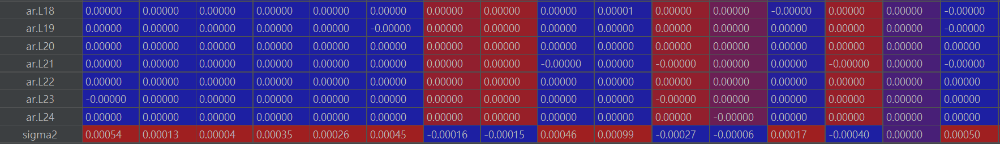 ar.L18 0.00000 0.00000 0.00000 0.00000 0.00000 0.00000 0.00000 0.00000 0.00000 0.00001 0.00000 0.00000 -0.00000 0.00000 0.00000 -0.00000
ar.L19 0.00000 0.00000 0.00000 0.00000 0.00000 -0.00000 0.00000 0.00000 0.00000 0.00000 0.00000 0.00000 0.00000 0.00000 0.00000 -0.00000
ar.L20 0.00000 0.00000 0.00000 0.00000 0.00000 0.00000 0.00000 0.00000 0.00000 0.00000 0.00000 0.00000 0.00000 0.00000 0.00000 0.00000
ar.L21 0.00000 0.00000 0.00000 0.00000 0.00000 0.00000 0.00000 0.00000 -0.00000 0.00000 -0.00000 0.00000 0.00000 -0.00000 0.00000 -0.00000
ar.L22 0.00000 0.00000 0.00000 0.00000 0.00000 0.00000 0.00000 0.00000 0.00000 0.00000 0.00000 0.00000 0.00000 0.00000 0.00000 0.00000
ar.L23 -0.00000 0.00000 0.00000 0.00000 0.00000 0.00000 0.00000 0.00000 0.00000 0.00000 -0.00000 0.00000 0.00000 0.00000 0.00000 0.00000
ar.L24 0.00000 0.00000 0.00000 0.00000 0.00000 0.00000 0.00000 0.00000 0.00000 0.00000 0.00000 -0.00000 0.00000 0.00000 0.00000 0.00000
sigma2 0.00054 0.00013 0.00004 0.00035 0.00026 0.00045 -0.00016 -0.00015 0.00046 0.00099 -0.00027 -0.00006 0.00017 -0.00040 0.00000 0.00050